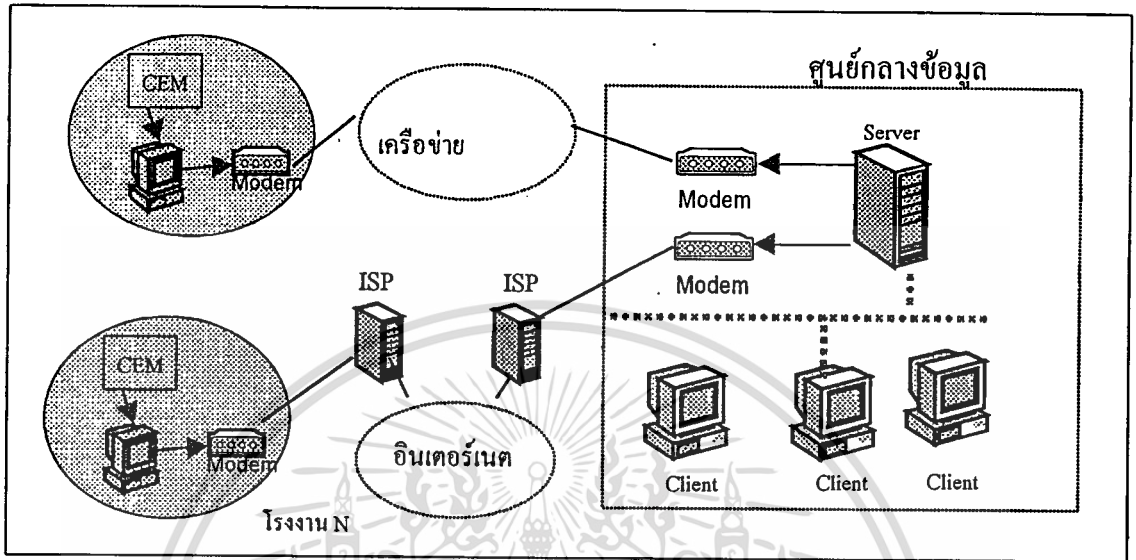 ศูนย์กลางข้อมูล
CEM
Modem
เครือข่าย
Server
Modem
Modem
ISP
ISP
CEM
Modem
อินเตอร์เนต
Client
Client
Client
โรงงาน N